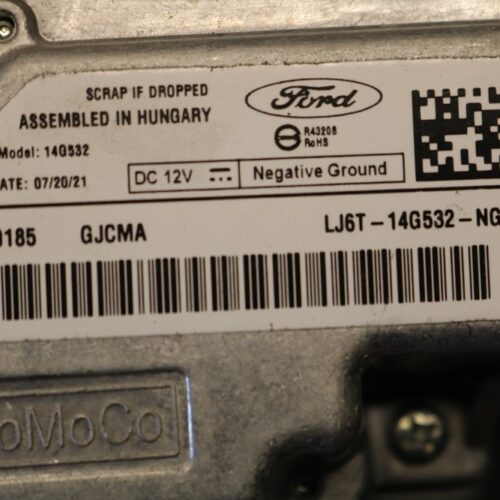 SCRAP IF DROPPED
ASSEMBLED IN HUNGARY
Ford
R43208
RoHS
Model: 14G532
DATE: 07/20/21
DC 12V
Negative Ground
0185 GJCMA LJ6T-14G532-NG
oMoCo